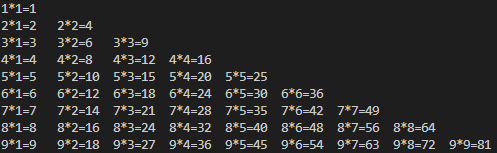 1*1=1
2*1=2 2*2=4
3*1=3 3*2=6 3*3=9
4*1=4 4*2=8 4*3=12 4*4=16
5*1=5 5*2=10 5*3=15 5*4=20 5*5=25
6*1=6 6*2=12 6*3=18 6*4=24 6*5=30 6*6=36
7*1=7 7*2=14 7*3=21 7*4=28 7*5=35 7*6=42 7*7=49
8*1=8 8*2=16 8*3=24 8*4=32 8*5=40 8*6=48 8*7=56 8*8=64
9*1=9 9*2=18 9*3=27 9*4=36 9*5=45 9*6=54 9*7=63 9*8=72 9*9=81